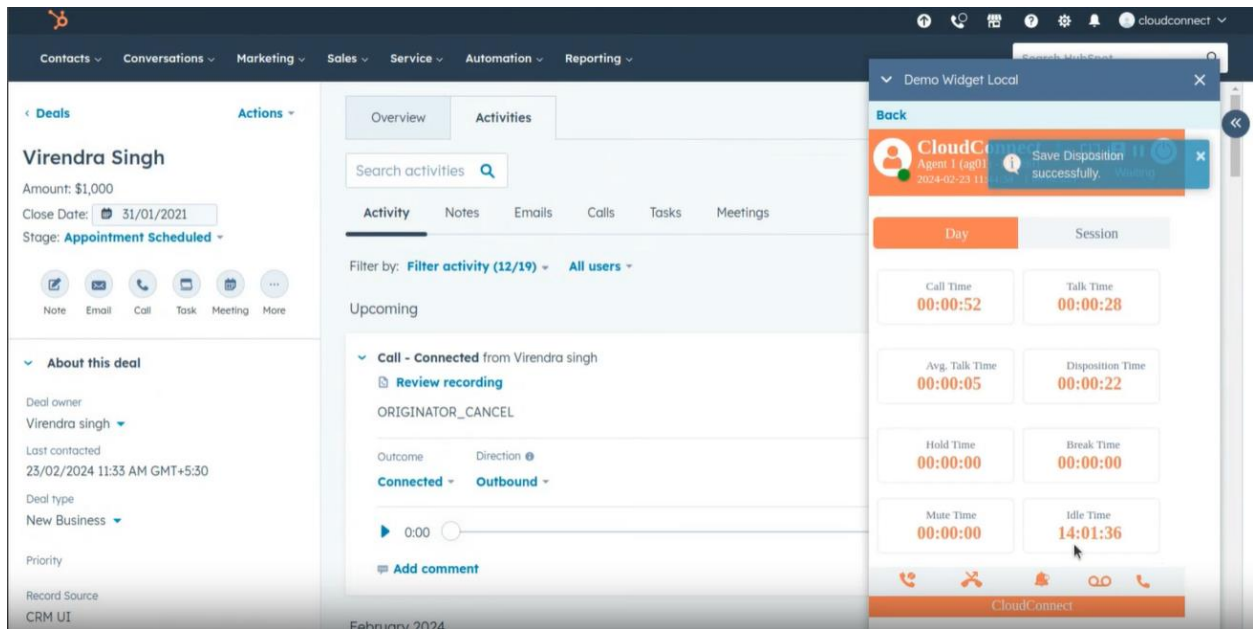 cloudconnect
Contacts Conversations Marketing Sales Service Automation Reporting
Search HubSpot
Deals Actions
Virendra Singh
Amount: $1,000
Close Date: 31/01/2021
Stage: Appointment Scheduled
Note Email Call Task Meeting More
About this deal
Deal owner
Virendra singh
Last contacted
23/02/2024 11:33 AM GMT+5:30
Deal type
New Business
Priority
Record Source
CRM UI
Overview Activities
Search activities
Activity Notes Emails Calls Tasks Meetings
Filter by: Filter activity (12/19) All users
Upcoming
Call - Connected from Virendra singh
Review recording
ORIGINATOR_CANCEL
Outcome Direction
Connected Outbound
0:00
Add comment
February 2024
Demo Widget Local
Back
CloudConnect
Agent 1 (ag01)
2024-02-23
Waiting
Save Disposition
successfully.
Day Session
Call Time Talk Time
00:00:52 00:00:28
Avg. Talk Time Disposition Time
00:00:05 00:00:22
Hold Time Break Time
00:00:00 00:00:00
Mute Time Idle Time
00:00:00 14:01:36
CloudConnect